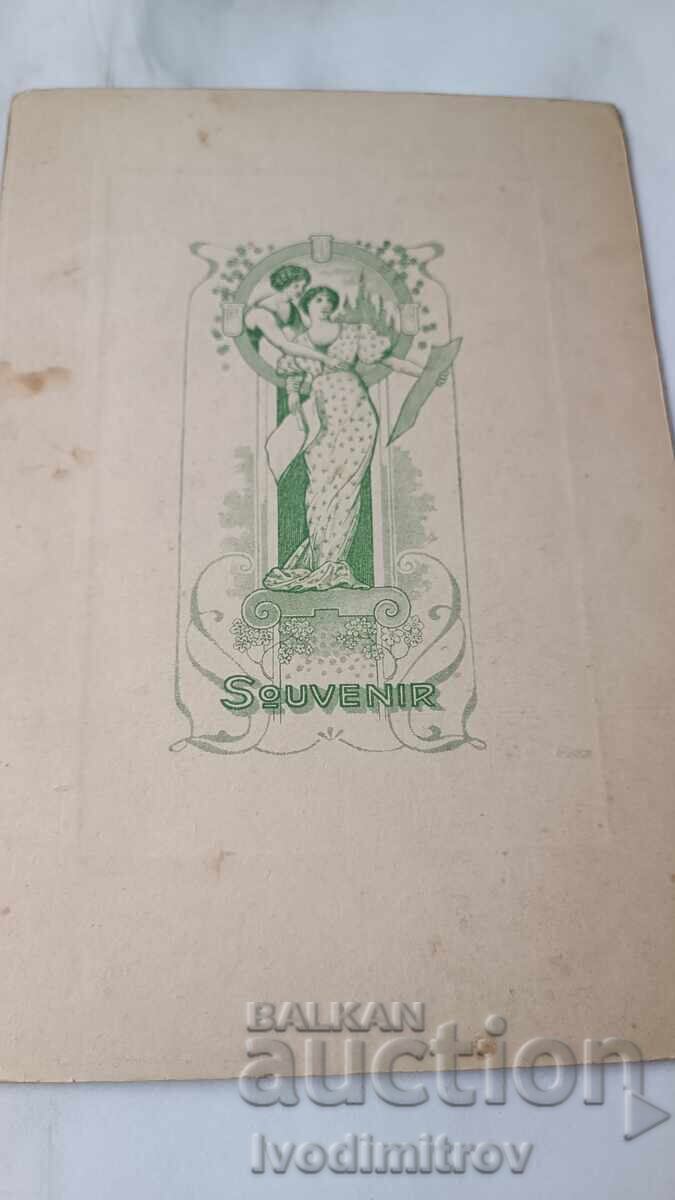 SOUVENIR
BALKAN
auction
Ivodimitrov